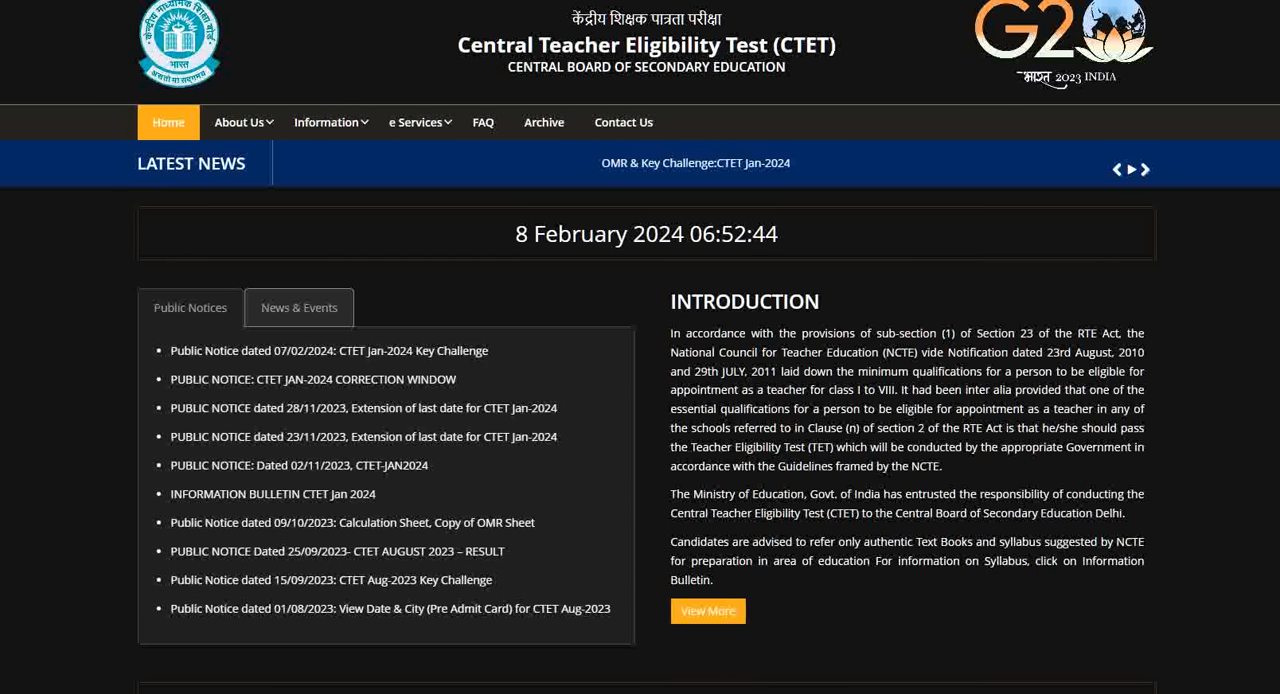 केंद्रीय शिक्षक पात्रता परीक्षा
Central Teacher Eligibility Test (CTET)
CENTRAL BOARD OF SECONDARY EDUCATION
भारत
असतो मा सद्गमय
G20
भारत 2023 INDIA
Home
About Us
Information
e Services
FAQ
Archive
Contact Us
LATEST NEWS
OMR & Key Challenge:CTET Jan-2024
8 February 2024 06:52:44
Public Notices
News & Events
Public Notice dated 07/02/2024: CTET Jan-2024 Key Challenge
PUBLIC NOTICE: CTET JAN-2024 CORRECTION WINDOW
PUBLIC NOTICE dated 28/11/2023, Extension of last date for CTET Jan-2024
PUBLIC NOTICE dated 23/11/2023, Extension of last date for CTET Jan-2024
PUBLIC NOTICE: Dated 02/11/2023, CTET-JAN2024
INFORMATION BULLETIN CTET Jan 2024
Public Notice dated 09/10/2023: Calculation Sheet, Copy of OMR Sheet
PUBLIC NOTICE Dated 25/09/2023- CTET AUGUST 2023 – RESULT
Public Notice dated 15/09/2023: CTET Aug-2023 Key Challenge
Public Notice dated 01/08/2023: View Date & City (Pre Admit Card) for CTET Aug-2023
INTRODUCTION
In accordance with the provisions of sub-section (1) of Section 23 of the RTE Act, the
National Council for Teacher Education (NCTE) vide Notification dated 23rd August, 2010
and 29th JULY, 2011 laid down the minimum qualifications for a person to be eligible for
appointment as a teacher for class I to VIII. It had been inter alia provided that one of the
essential qualifications for a person to be eligible for appointment as a teacher in any of
the schools referred to in Clause (n) of section 2 of the RTE Act is that he/she should pass
the Teacher Eligibility Test (TET) which will be conducted by the appropriate Government in
accordance with the Guidelines framed by the NCTE.
The Ministry of Education, Govt. of India has entrusted the responsibility of conducting the
Central Teacher Eligibility Test (CTET) to the Central Board of Secondary Education Delhi.
Candidates are advised to refer only authentic Text Books and syllabus suggested by NCTE
for preparation in area of education For information on Syllabus, click on Information
Bulletin.
View More